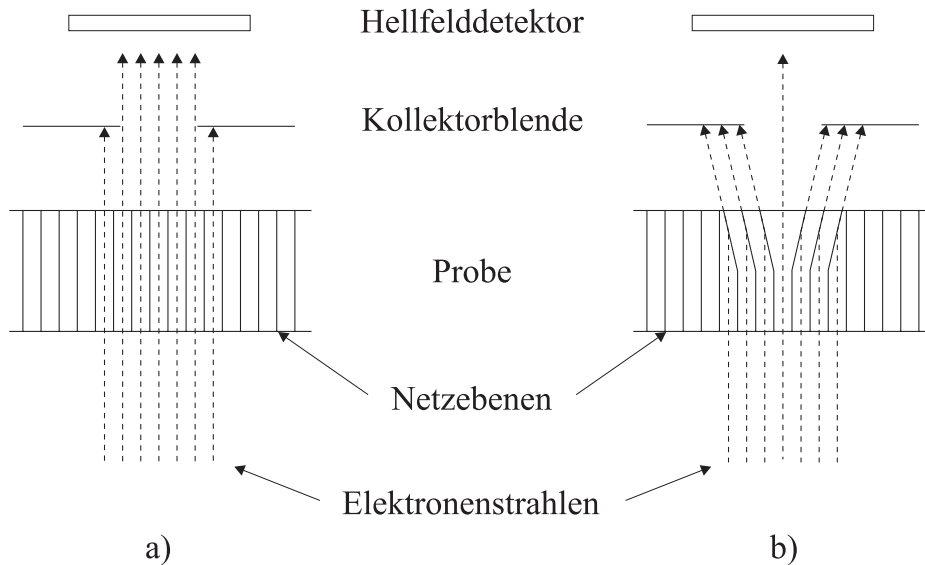 Hellfelddetektor
Kollektorblende
Probe
Netzebenen
Elektronenstrahlen
a)
b)